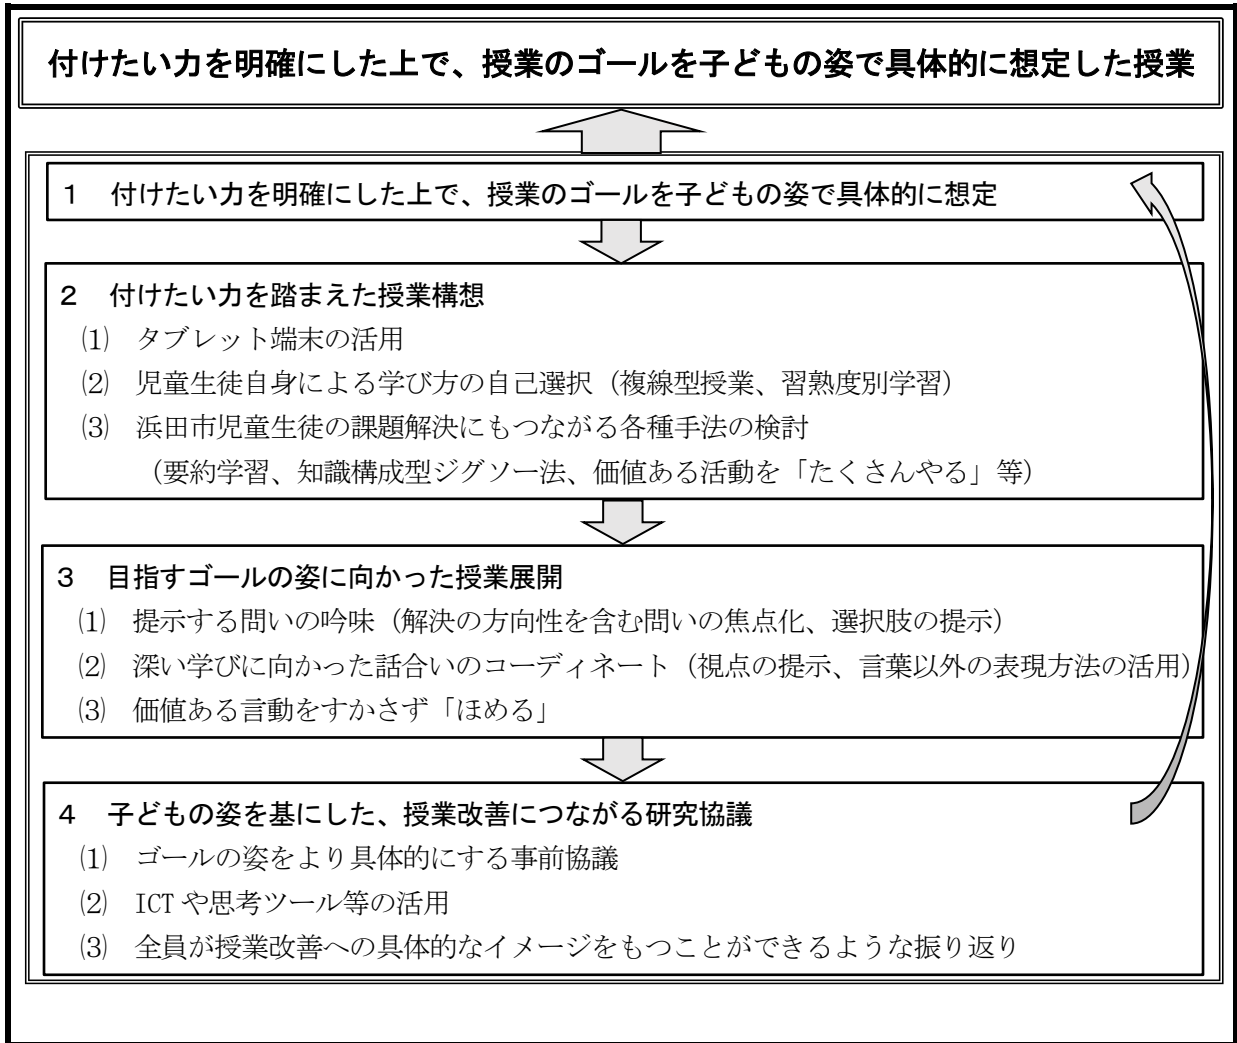 付けたい力を明確にした上で、授業のゴールを子どもの姿で具体的に想定した授業
１　付けたい力を明確にした上で、授業のゴールを子どもの姿で具体的に想定
２　付けたい力を踏まえた授業構想
⑴　タブレット端末の活用
⑵　児童生徒自身による学び方の自己選択（複線型授業、習熟度別学習）
⑶　浜田市児童生徒の課題解決にもつながる各種手法の検討
（要約学習、知識構成型ジグソー法、価値ある活動を「たくさんやる」等）
３　目指すゴールの姿に向かった授業展開
⑴　提示する問いの吟味（解決の方向性を含む問いの焦点化、選択肢の提示）
⑵　深い学びに向かった話合いのコーディネート（視点の提示、言葉以外の表現方法の活用）
⑶　価値ある言動をすかさず「ほめる」
４　子どもの姿を基にした、授業改善につながる研究協議
⑴　ゴールの姿をより具体的にする事前協議
⑵　ICTや思考ツール等の活用
⑶　全員が授業改善への具体的なイメージをもつことができるような振り返り